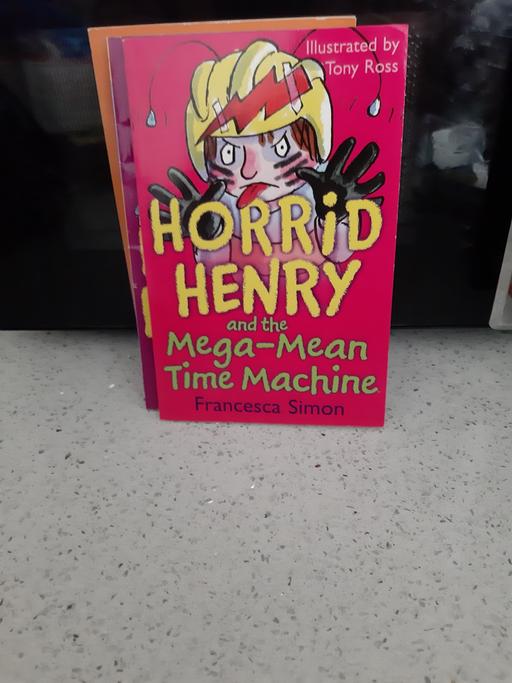 Illustrated by
Tony Ross
HORRiD
HENRY
and the
Mega-Mean
Time Machine
Francesca Simon